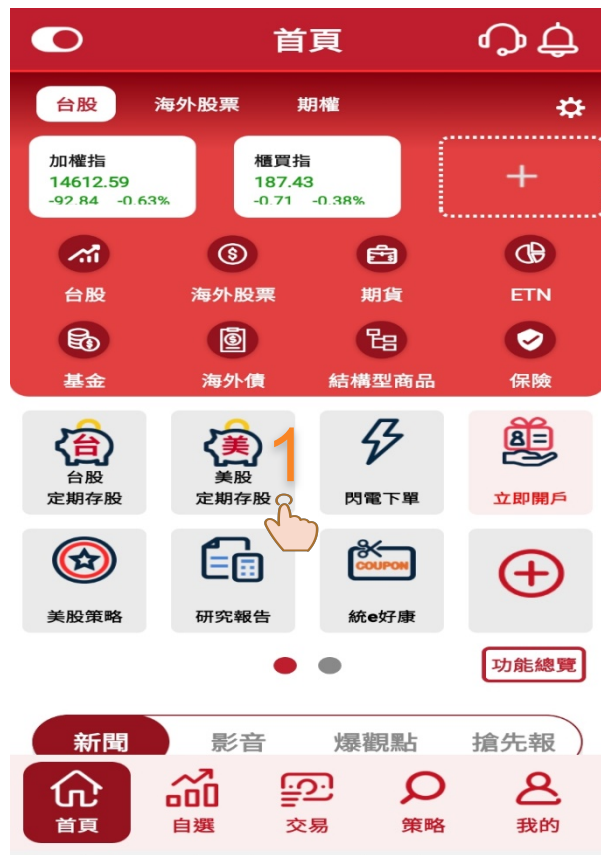 首頁
台股 海外股票 期權
加權指 櫃買指
14612.59 187.43
-92.84 -0.63% -0.71 -0.38%
台股 海外股票 期貨 ETN
基金 海外債 結構型商品 保險
台 美 1
台股 美股
定期存股 定期存股 閃電下單 立即開戶
COUPON
美股策略 研究報告 統e好康
功能總覽
新聞 影音 爆觀點 搶先報
首頁 自選 交易 策略 我的